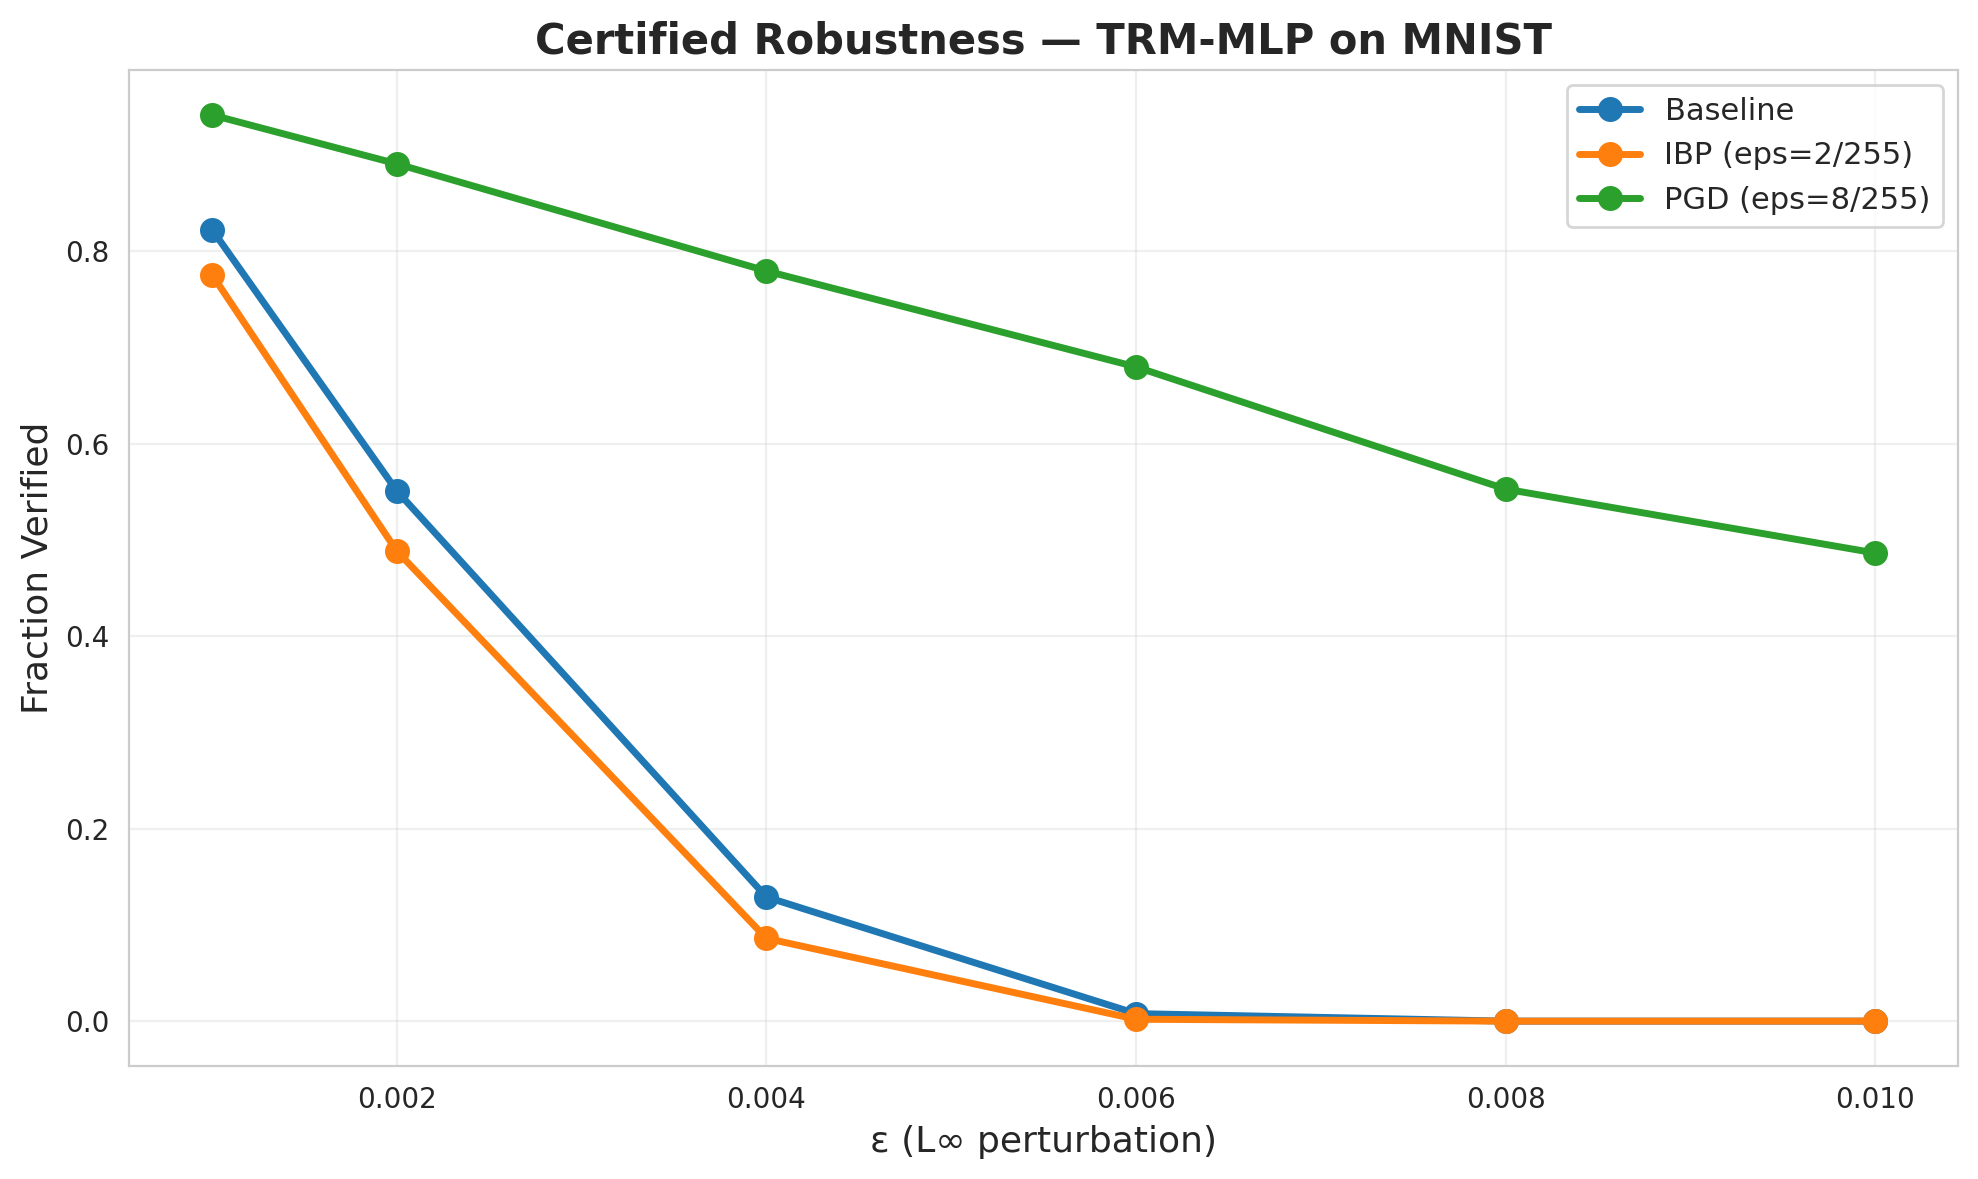 Certified Robustness — TRM-MLP on MNIST
Baseline
IBP (eps=2/255)
PGD (eps=8/255)
Fraction Verified
0.8
0.6
0.4
0.2
0.0
0.002
0.004
0.006
0.008
0.010
ε (L∞ perturbation)